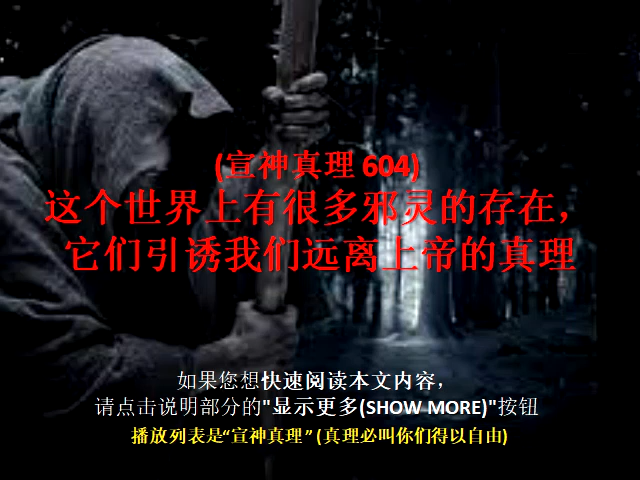 (宣神真理 604)
这个世界上有很多邪灵的存在，
它们引诱我们远离上帝的真理
如果您想快速阅读本文内容，
请点击说明部分的"显示更多(SHOW MORE)"按钮
播放列表是“宣神真理” (真理必叫你们得以自由)